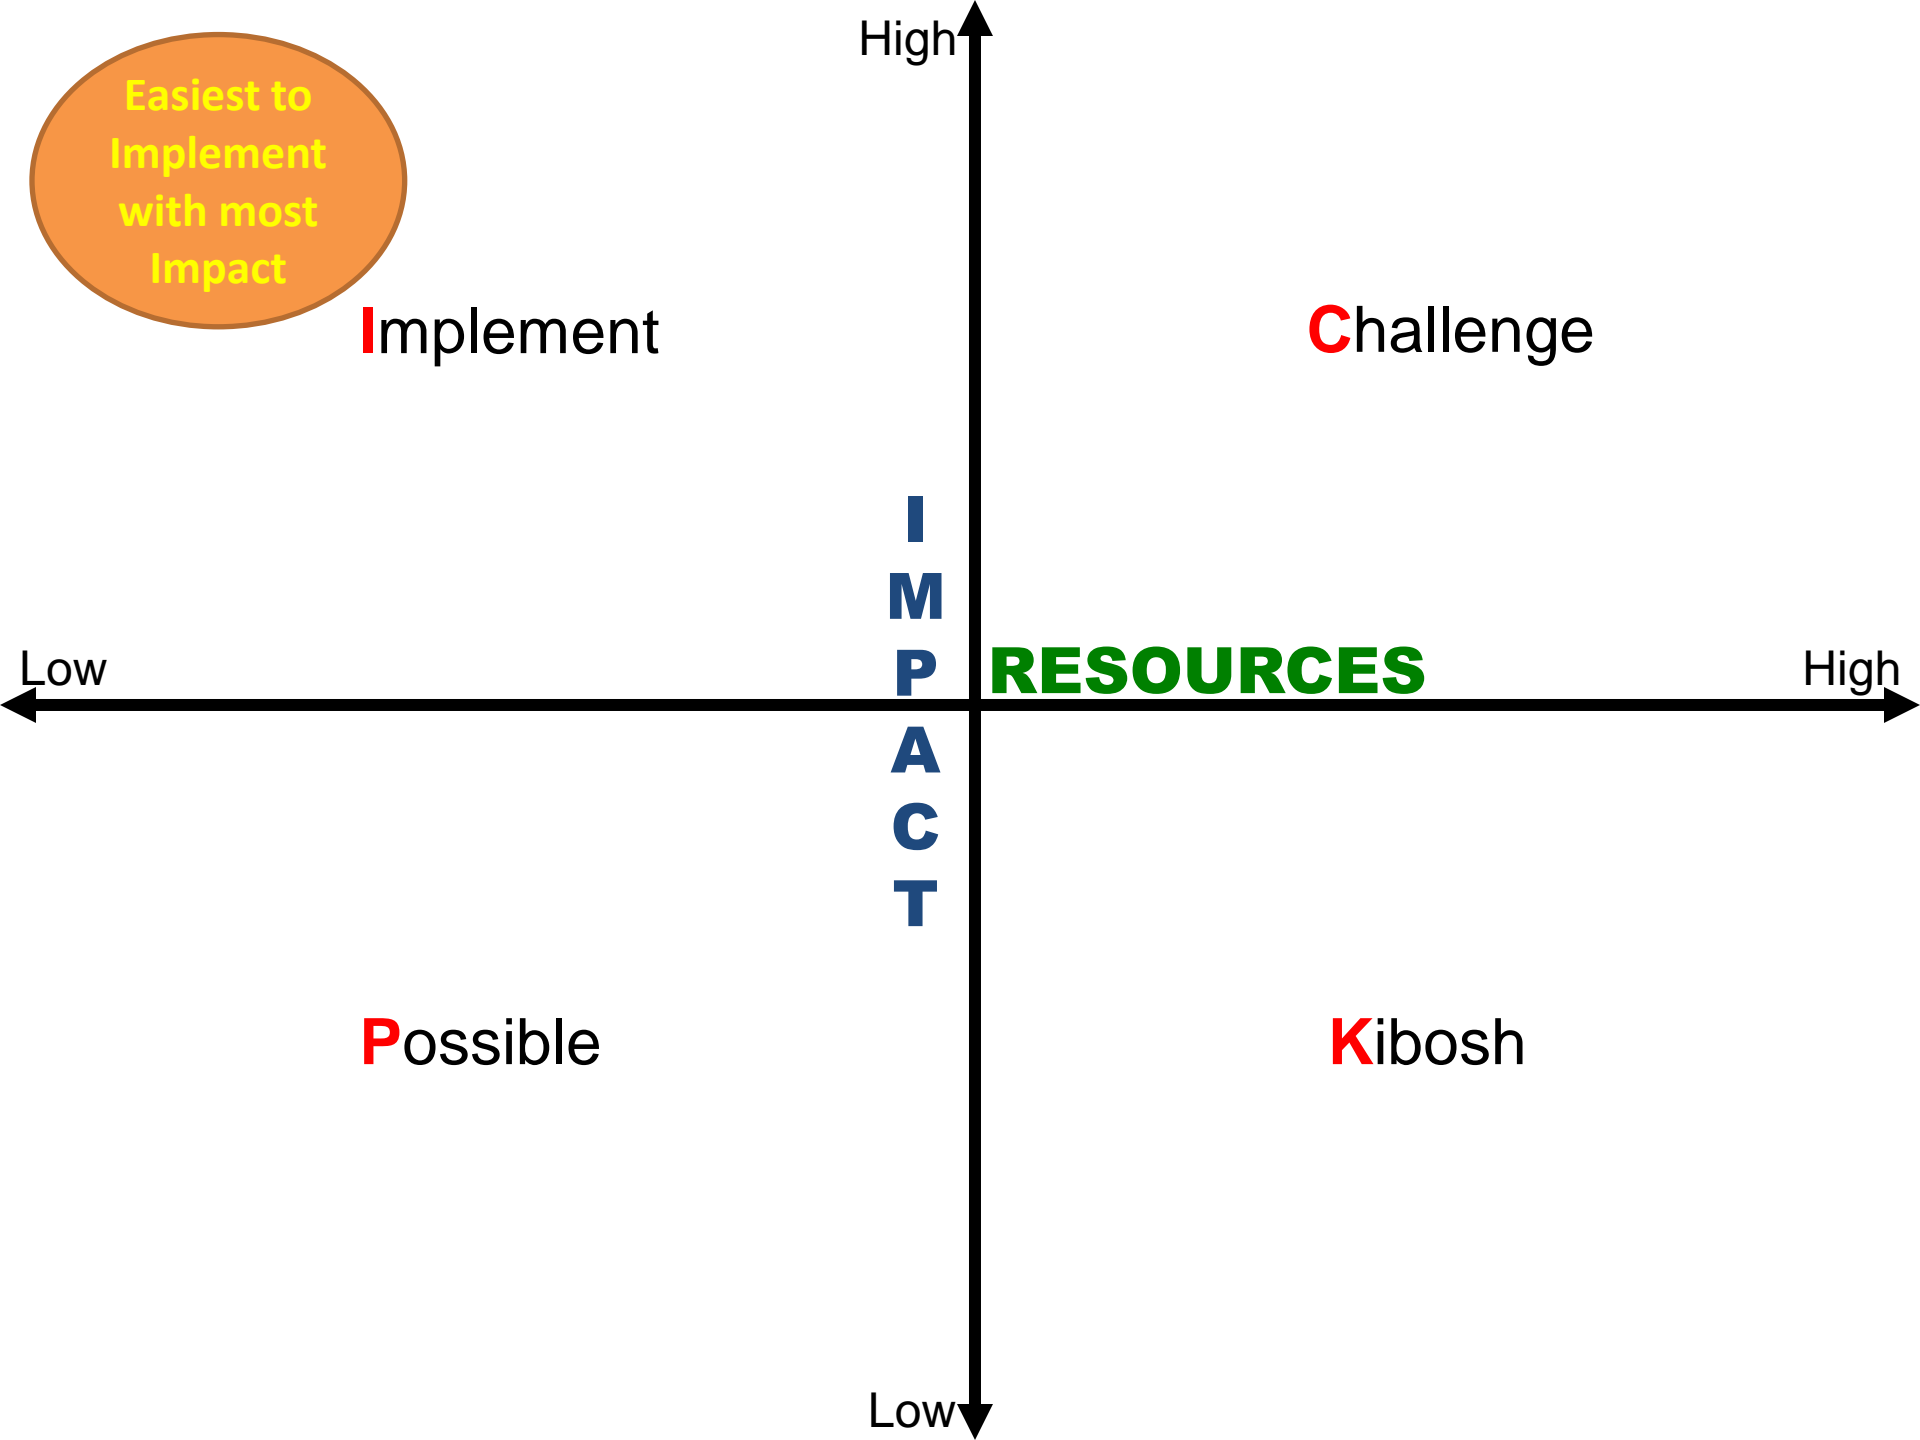 High
Easiest to
Implement
with most
Impact
Implement
Challenge
I
M
P
A
C
T
RESOURCES
Low
High
Possible
Kibosh
Low